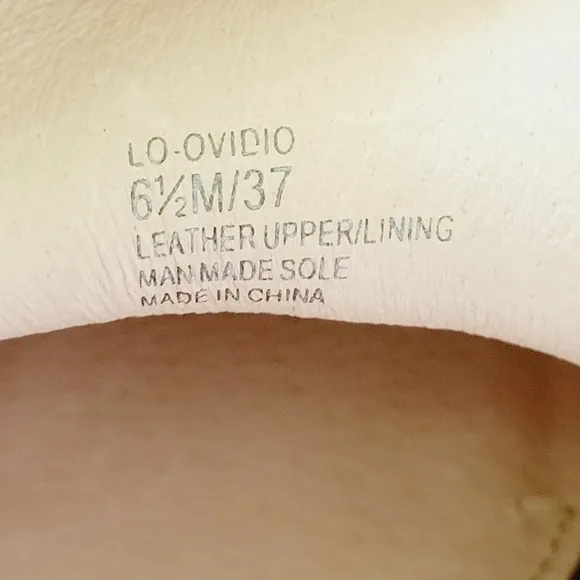 LO-OVIDIO
6½M/37
LEATHER UPPER/LINING
MAN MADE SOLE
MADE IN CHINA